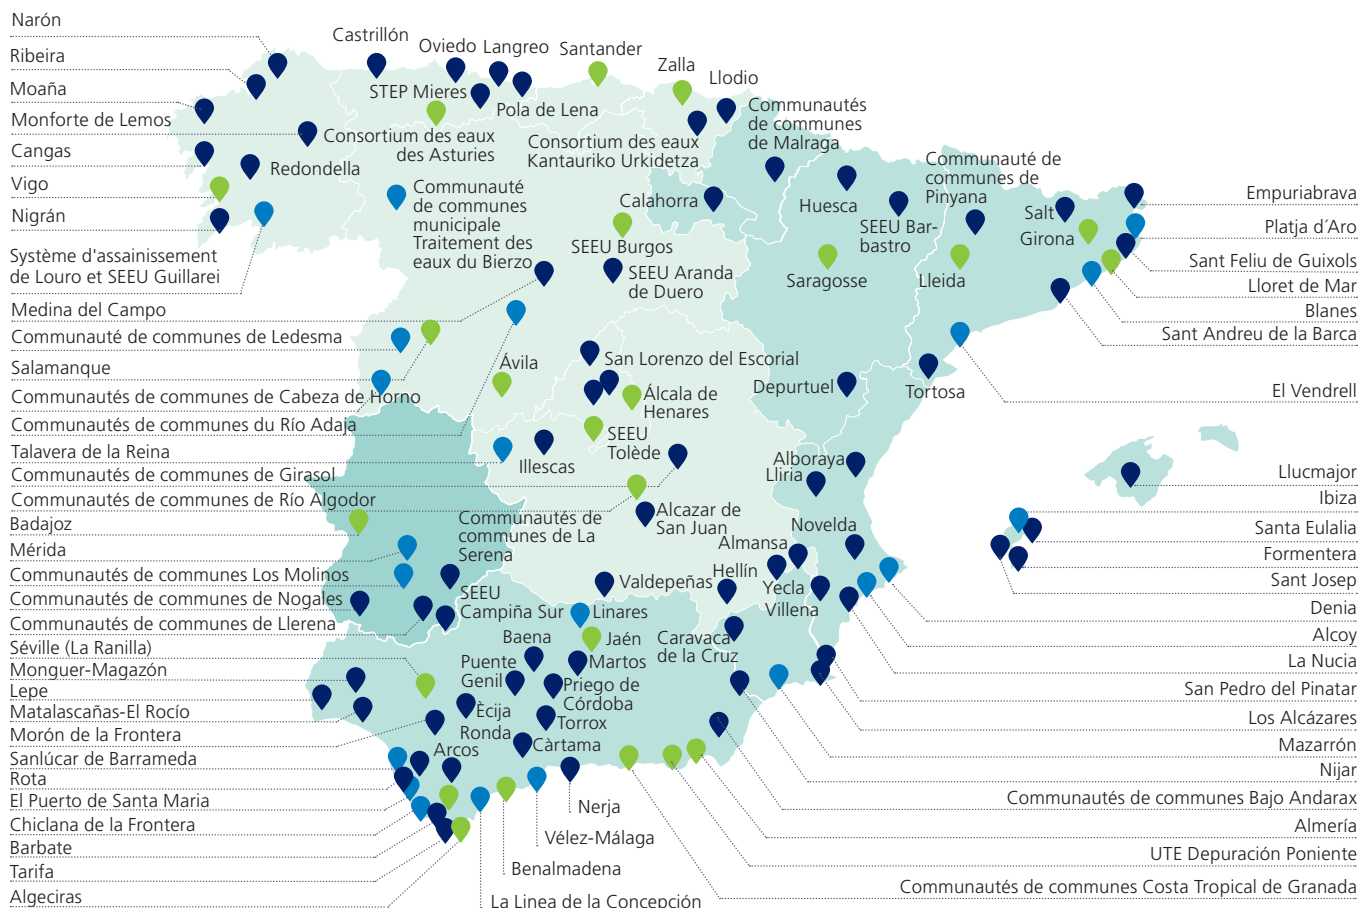 Narón
Ribeira
Moaña
Monforte de Lemos
Cangas
Vigo
Nigrán
Système d'assainissement
de Louro et SEEU Guillarei
Medina del Campo
Communauté de communes de Ledesma
Salamanque
Communautés de communes de Cabeza de Horno
Communautés de communes du Río Adaja
Talavera de la Reina
Communautés de communes de Girasol
Communautés de communes de Río Algodor
Badajoz
Mérida
Communautés de communes Los Molinos
Communautés de communes de Nogales
Communautés de communes de Llerena
Séville (La Ranilla)
Monguer-Magazón
Lepe
Matalascañas-El Rocío
Morón de la Frontera
Sanlúcar de Barrameda
Rota
El Puerto de Santa Maria
Chiclana de la Frontera
Barbate
Tarifa
Algeciras
Castrillón
Oviedo
Langreo
Santander
Zalla
Llodio
STEP Mieres
Pola de Lena
Consortium des eaux
des Asturies
Consortium des eaux
Kantauriko Urkidetza
Communautés
de communes
de Malraga
Redondella
Communauté
de communes
municipale
Traitement des
eaux du Bierzo
Calahorra
SEEU Burgos
SEEU Aranda
de Duero
Huesca
SEEU Bar-
bastro
Communauté de
communes de
Pinyana
Salt
Girona
Saragosse
Lleida
Ávila
San Lorenzo del Escorial
Álcala de
Henares
Depurtuel
Tortosa
SEEU
Tolède
Illescas
Alboraya
Lliria
Communautés de
communes de La
Serena
Alcazar de
San Juan
Novelda
Almansa
Hellín
Yecla
Villena
Valdepeñas
SEEU
Campiña Sur
Linares
Jaén
Baena
Martos
Caravaca
de la Cruz
Puente
Genil
Priego de
Córdoba
Ècija
Torrox
Ronda
Càrtama
Arcos
Nerja
Vélez-Málaga
Benalmadena
La Linea de la Concepción
Empuriabrava
Platja d´Aro
Sant Feliu de Guixols
Lloret de Mar
Blanes
Sant Andreu de la Barca
El Vendrell
Llucmajor
Ibiza
Santa Eulalia
Formentera
Sant Josep
Denia
Alcoy
La Nucia
San Pedro del Pinatar
Los Alcázares
Mazarrón
Nijar
Communautés de communes Bajo Andarax
Almería
UTE Depuración Poniente
Communautés de communes Costa Tropical de Granada